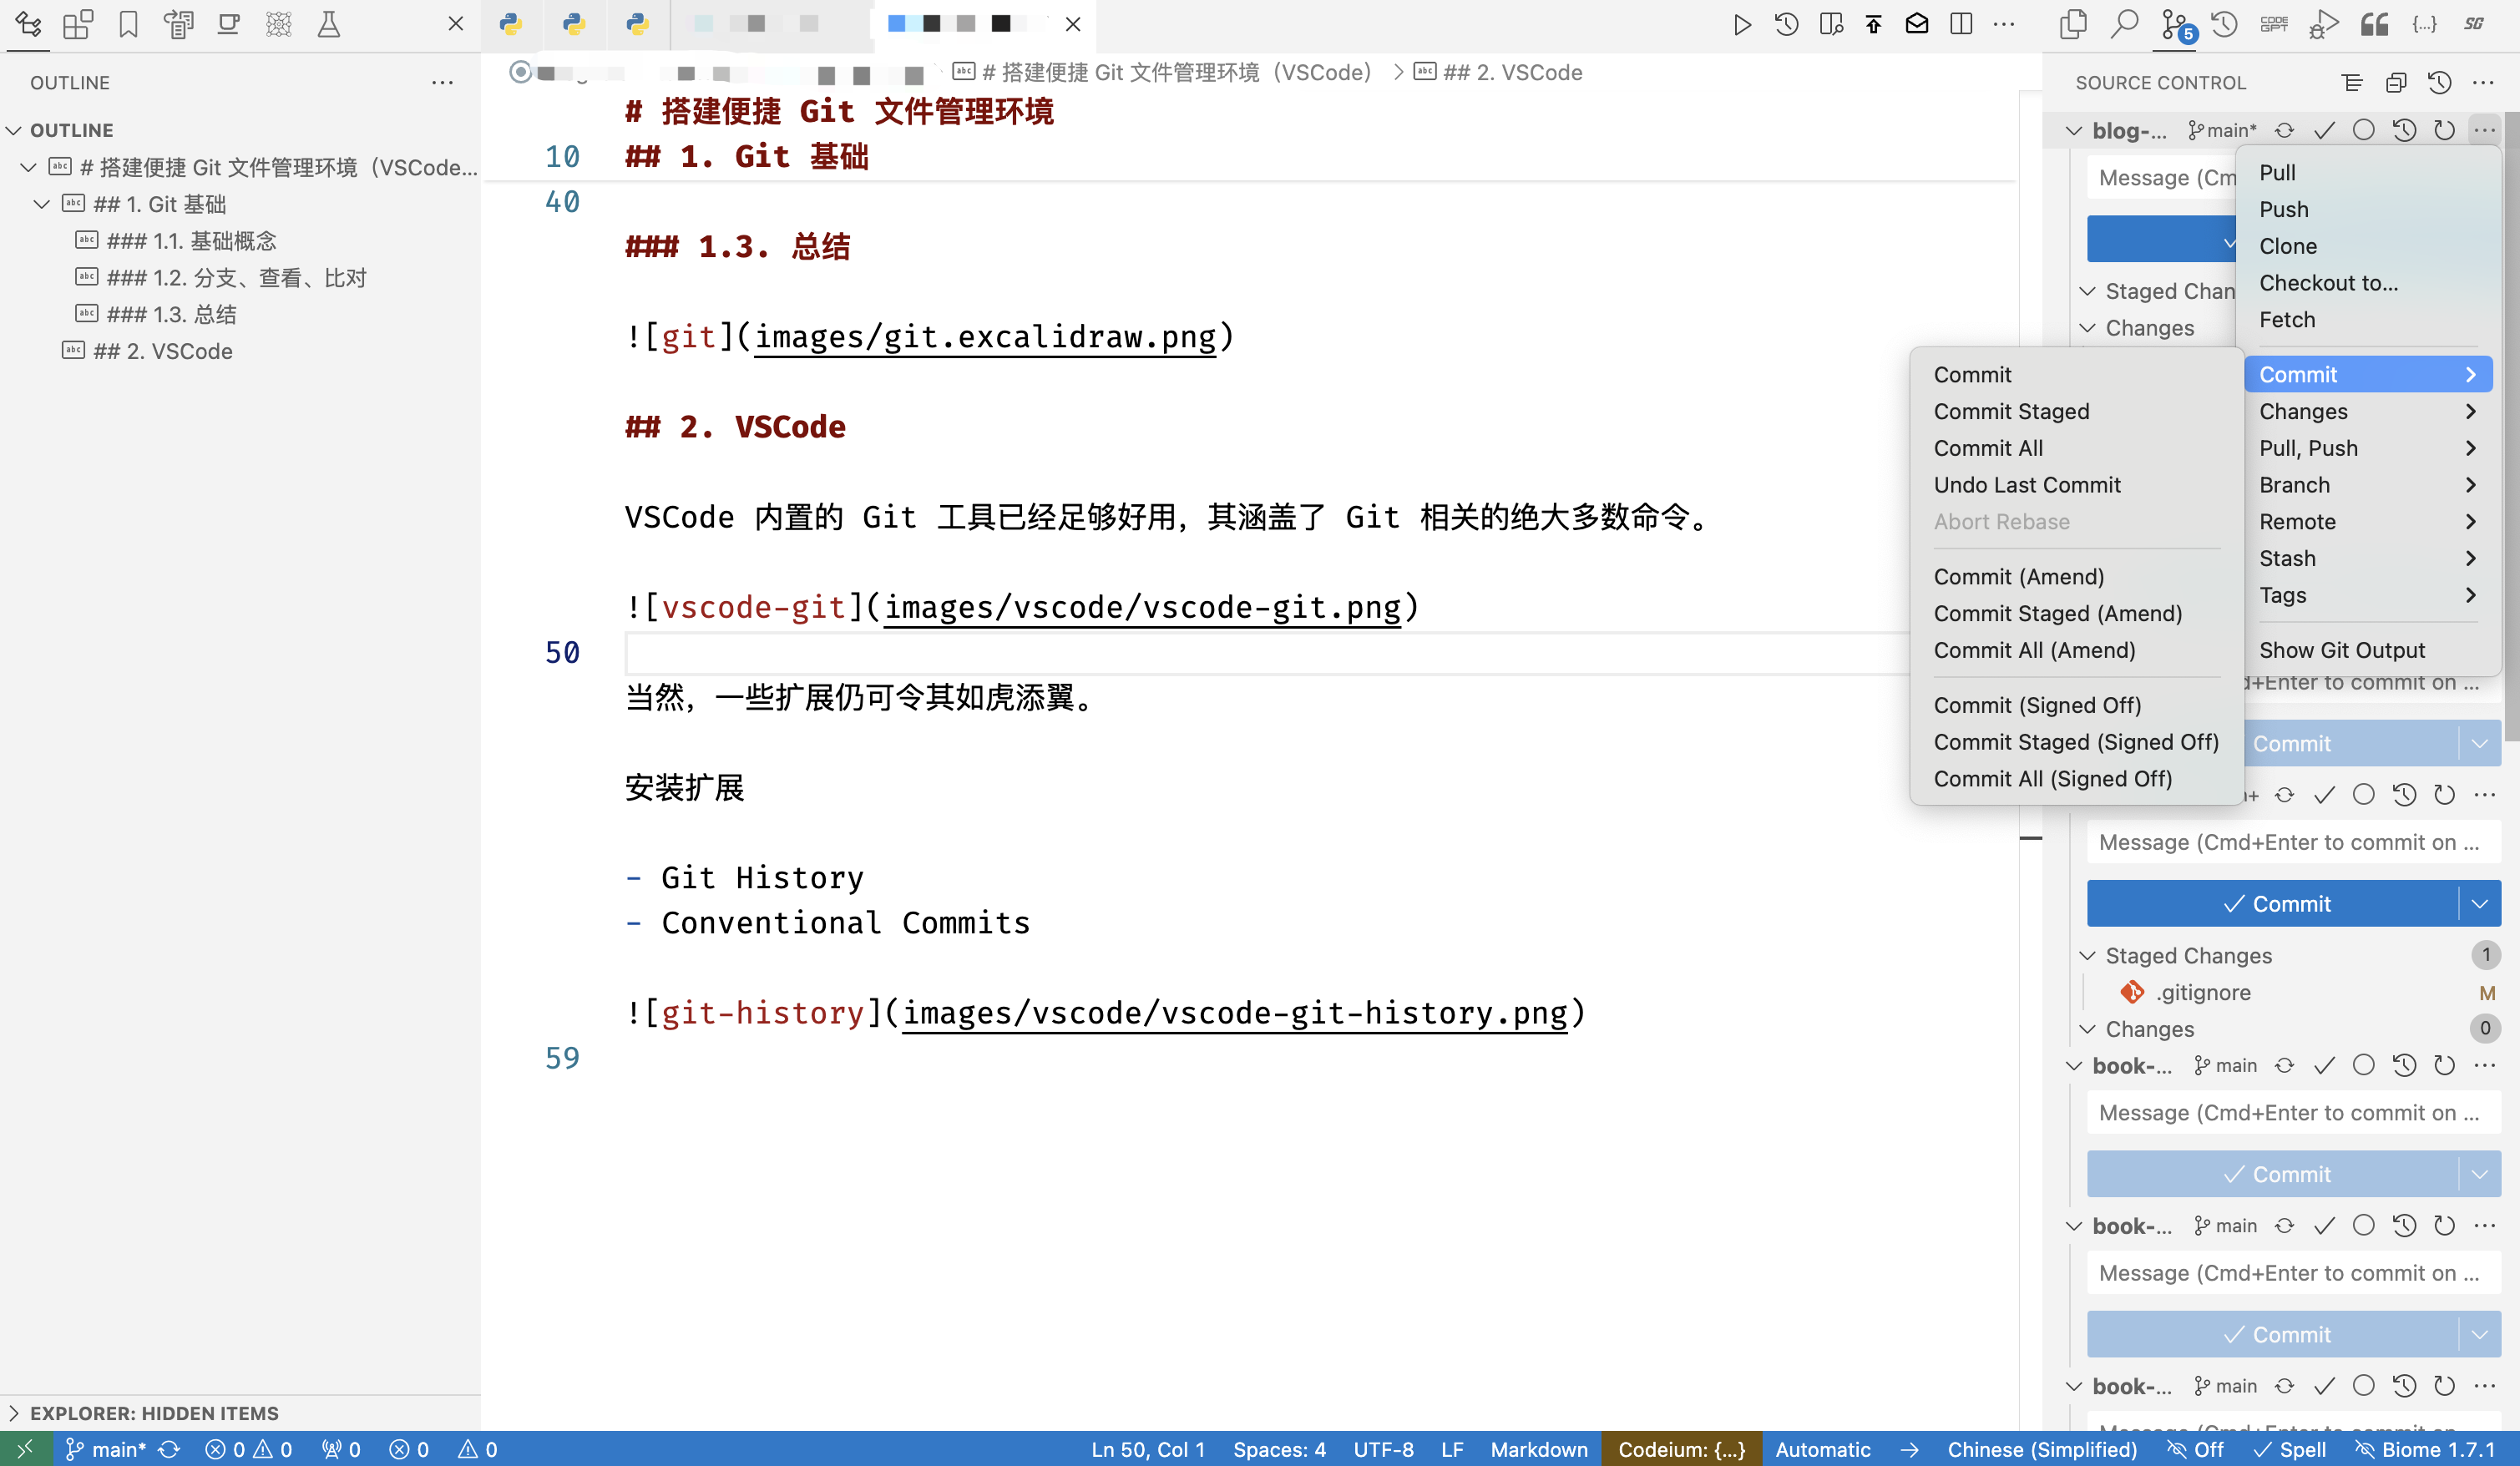 OUTLINE
OUTLINE
# 搭建便捷 Git 文件管理环境（VSCode...
## 1. Git 基础
### 1.1. 基础概念
### 1.2. 分支、查看、比对
### 1.3. 总结
## 2. VSCode
EXPLORER: HIDDEN ITEMS
# 搭建便捷 Git 文件管理环境（VSCode）
## 2. VSCode
# 搭建便捷 Git 文件管理环境
10 ## 1. Git 基础
40
### 1.3. 总结
![git](images/git.excalidraw.png)
## 2. VSCode
VSCode 内置的 Git 工具已经足够好用，其涵盖了 Git 相关的绝大多数命令。
![vscode-git](images/vscode/vscode-git.png)
50
当然，一些扩展仍可令其如虎添翼。
安装扩展
- Git History
- Conventional Commits
![git-history](images/vscode/vscode-git-history.png)
59
5
CODE GPT
{...}
SG
SOURCE CONTROL
blog-... main*
Message (Cm
Staged Chan
Changes
Pull
Push
Clone
Checkout to...
Fetch
Commit
Changes
Pull, Push
Branch
Remote
Stash
Tags
Show Git Output
Commit
Commit Staged
Commit All
Undo Last Commit
Abort Rebase
Commit (Amend)
Commit Staged (Amend)
Commit All (Amend)
Commit (Signed Off)
Commit Staged (Signed Off)
Commit All (Signed Off)
d+Enter to commit on ...
Commit
Message (Cmd+Enter to commit on ...
Commit
Staged Changes 1
.gitignore M
Changes 0
book-... main
Message (Cmd+Enter to commit on ...
Commit
book-... main
Message (Cmd+Enter to commit on ...
Commit
book-... main
main* 0 0 0 0 0 Ln 50, Col 1 Spaces: 4 UTF-8 LF Markdown Codeium: {...} Automatic Chinese (Simplified) Off Spell Biome 1.7.1